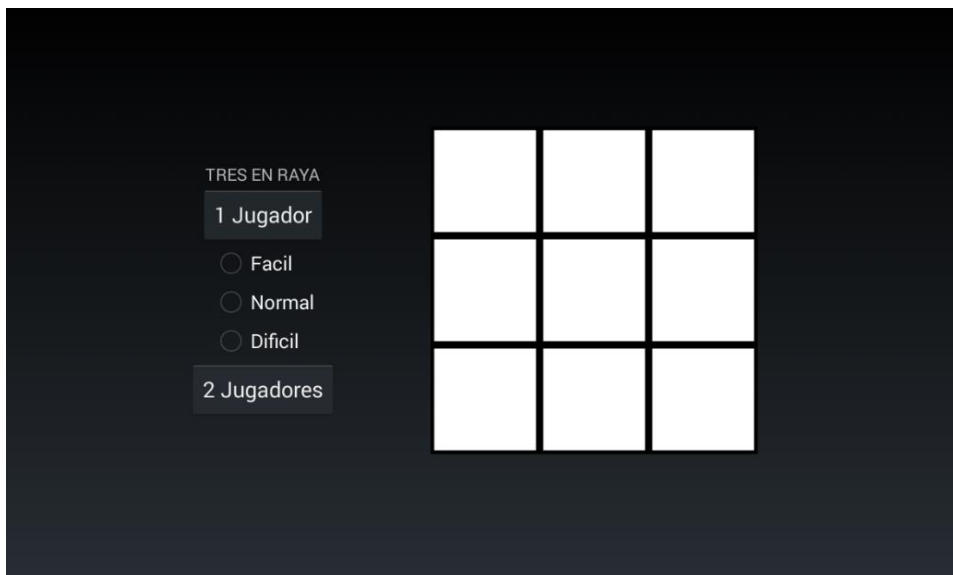 TRES EN RAYA
1 Jugador
Facil
Normal
Dificil
2 Jugadores